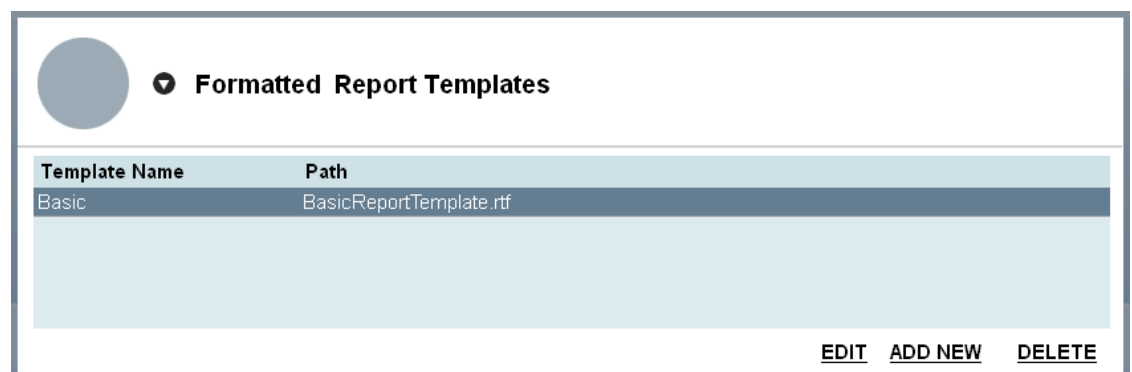 Formatted Report Templates
Template Name Path
Basic BasicReportTemplate.rtf
EDIT ADD NEW DELETE